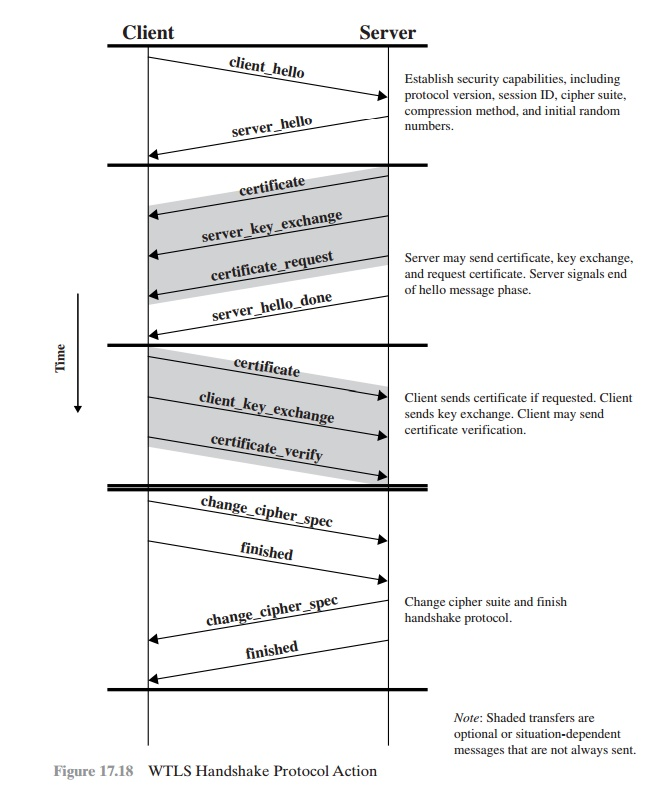 Client Server
client_hello
Establish security capabilities, including
protocol version, session ID, cipher suite,
compression method, and initial random
numbers.
server_hello
certificate
server_key_exchange
certificate_request
Server may send certificate, key exchange,
and request certificate. Server signals end
of hello message phase.
server_hello_done
Time
certificate
client_key_exchange
certificate_verify
Client sends certificate if requested. Client
sends key exchange. Client may send
certificate verification.
change_cipher_spec
finished
change_cipher_spec
finished
Change cipher suite and finish
handshake protocol.
Note: Shaded transfers are
optional or situation-dependent
messages that are not always sent.
Figure 17.18 WTLS Handshake Protocol Action